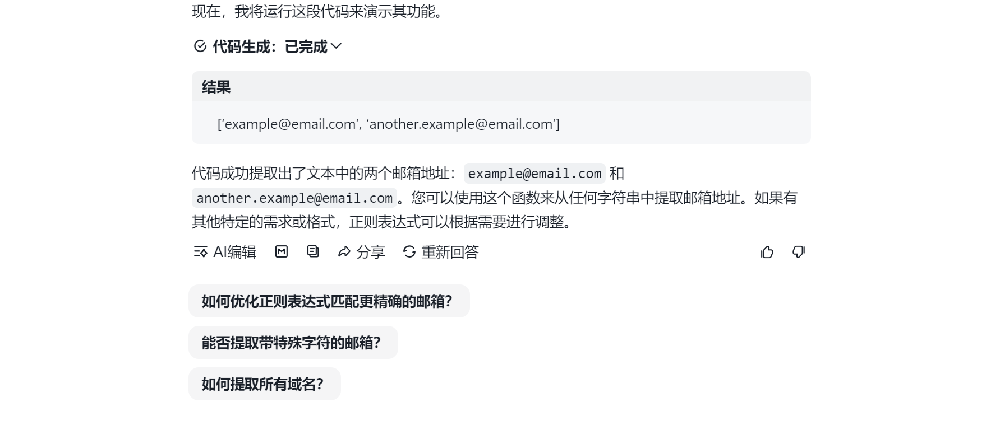 现在，我将运行这段代码来演示其功能。
代码生成：已完成
结果
[‘example@email.com’, ‘another.example@email.com’]
代码成功提取出了文本中的两个邮箱地址：example@email.com 和
another.example@email.com。您可以使用这个函数来从任何字符串中提取邮箱地址。如果有
其他特定的需求或格式，正则表达式可以根据需要进行调整。
AI编辑 M 分享 重新回答
如何优化正则表达式匹配更精确的邮箱？
能否提取带特殊字符的邮箱？
如何提取所有域名？